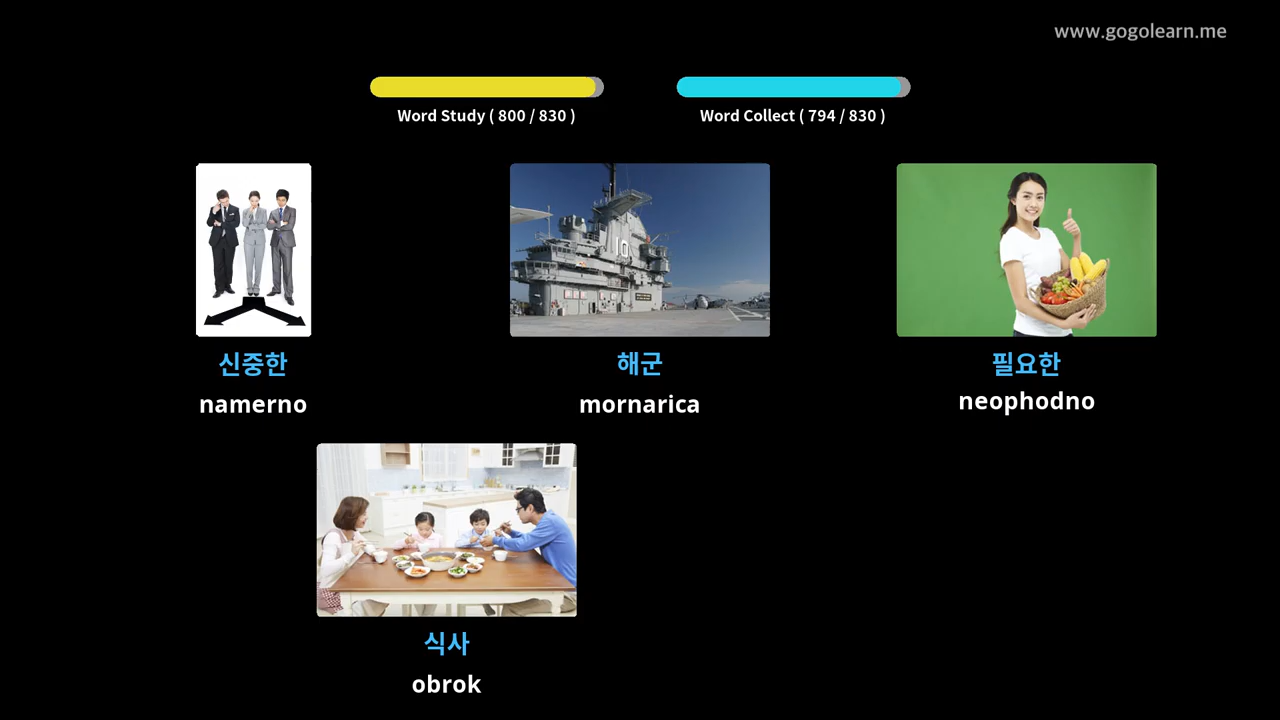 www.gogolearn.me
Word Study ( 800 / 830 )
Word Collect ( 794 / 830 )
신중한
namerno
해군
mornarica
필요한
neophodno
식사
obrok